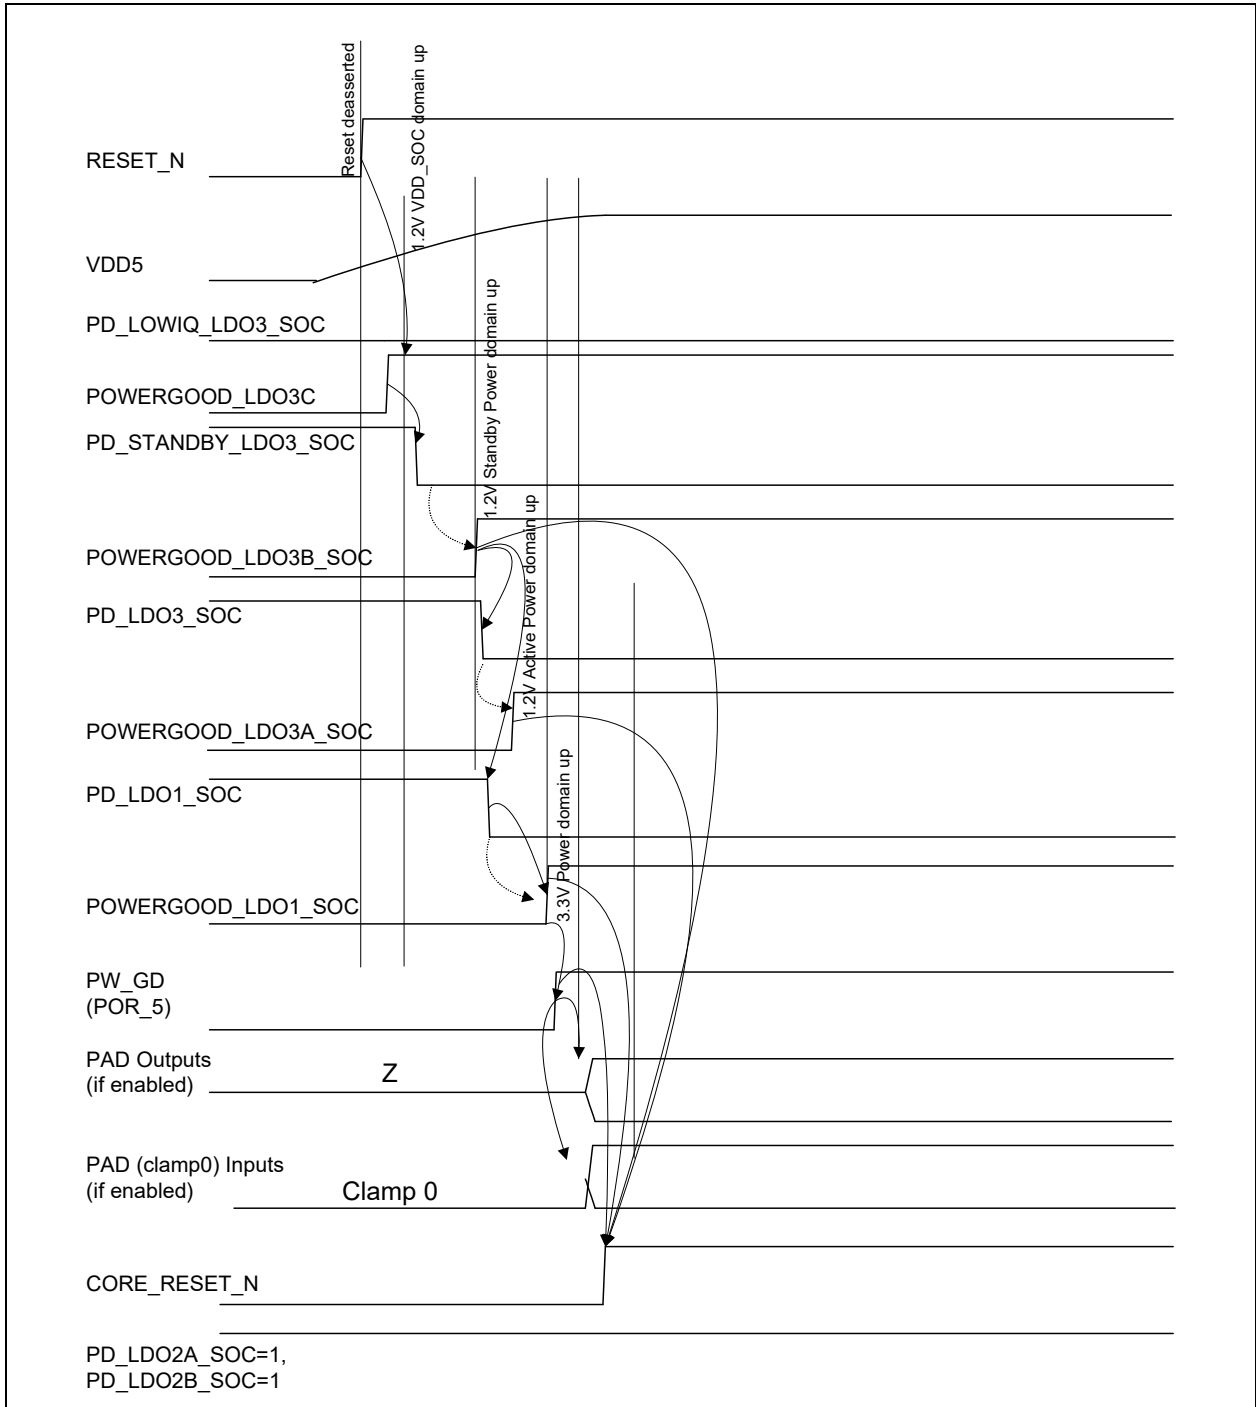 Reset deasserted
1.2V VDD_SOC domain up
RESET_N
VDD5
PD_LOWIQ_LDO3_SOC
1.2V Standby Power domain up
POWERGOOD_LDO3C
PD_STANDBY_LDO3_SOC
1.2V Active Power domain up
POWERGOOD_LDO3B_SOC
PD_LDO3_SOC
POWERGOOD_LDO3A_SOC
3.3V Power domain up
PD_LDO1_SOC
POWERGOOD_LDO1_SOC
PW_GD
(POR_5)
PAD Outputs
(if enabled)
Z
PAD (clamp0) Inputs
(if enabled)
Clamp 0
CORE_RESET_N
PD_LDO2A_SOC=1,
PD_LDO2B_SOC=1